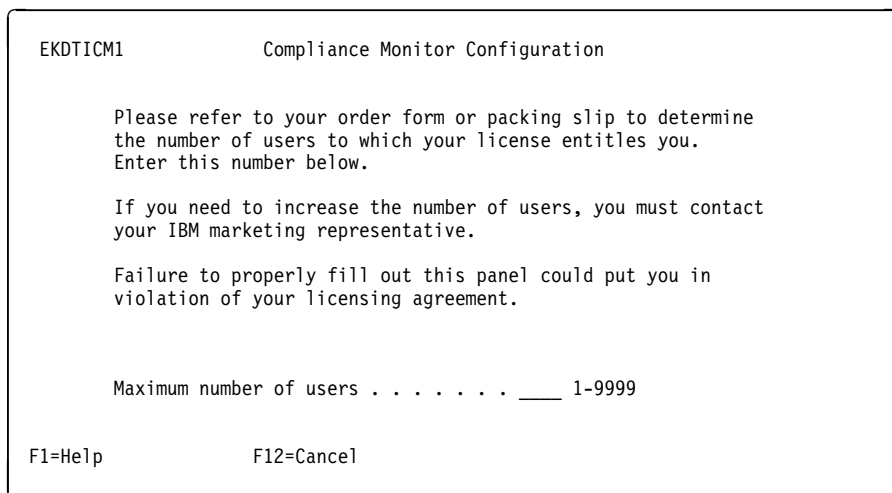 EKDTICM1 Compliance Monitor Configuration
Please refer to your order form or packing slip to determine
the number of users to which your license entitles you.
Enter this number below.
If you need to increase the number of users, you must contact
your IBM marketing representative.
Failure to properly fill out this panel could put you in
violation of your licensing agreement.
Maximum number of users . . . . . . . ____ 1-9999
F1=Help F12=Cancel